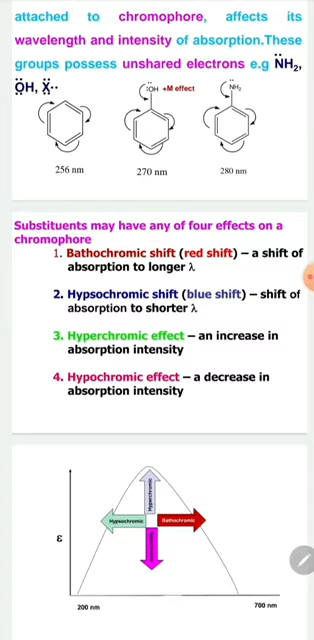 attached to chromophore, affects its
wavelength and intensity of absorption.These
groups possess unshared electrons e.g N̈H₂,
ÖH, Ẍ··
:ÖH +M effect
N̈H₂
256 nm
270 nm
280 nm
Substituents may have any of four effects on a
chromophore
1. Bathochromic shift (red shift) – a shift of
absorption to longer λ
2. Hypsochromic shift (blue shift) – shift of
absorption to shorter λ
3. Hyperchromic effect – an increase in
absorption intensity
4. Hypochromic effect – a decrease in
absorption intensity
Hyperchromic
Hypsochromic
Bathochromic
ε
200 nm
700 nm